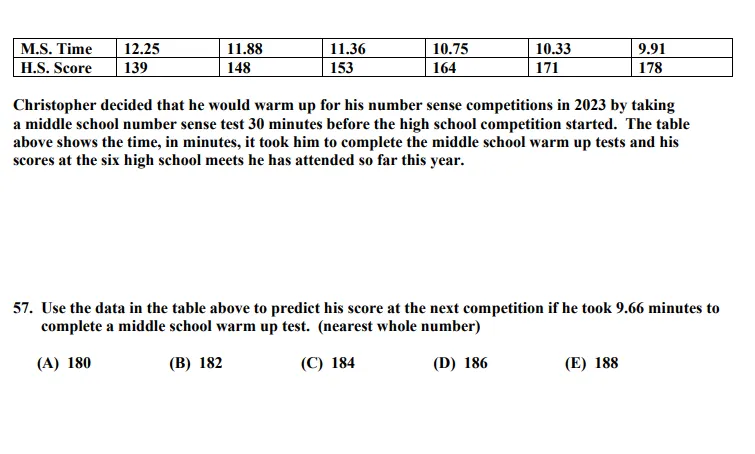 M.S. Time 12.25 11.88 11.36 10.75 10.33 9.91
H.S. Score 139 148 153 164 171 178
Christopher decided that he would warm up for his number sense competitions in 2023 by taking
a middle school number sense test 30 minutes before the high school competition started. The table
above shows the time, in minutes, it took him to complete the middle school warm up tests and his
scores at the six high school meets he has attended so far this year.
57. Use the data in the table above to predict his score at the next competition if he took 9.66 minutes to
complete a middle school warm up test. (nearest whole number)
(A) 180 (B) 182 (C) 184 (D) 186 (E) 188